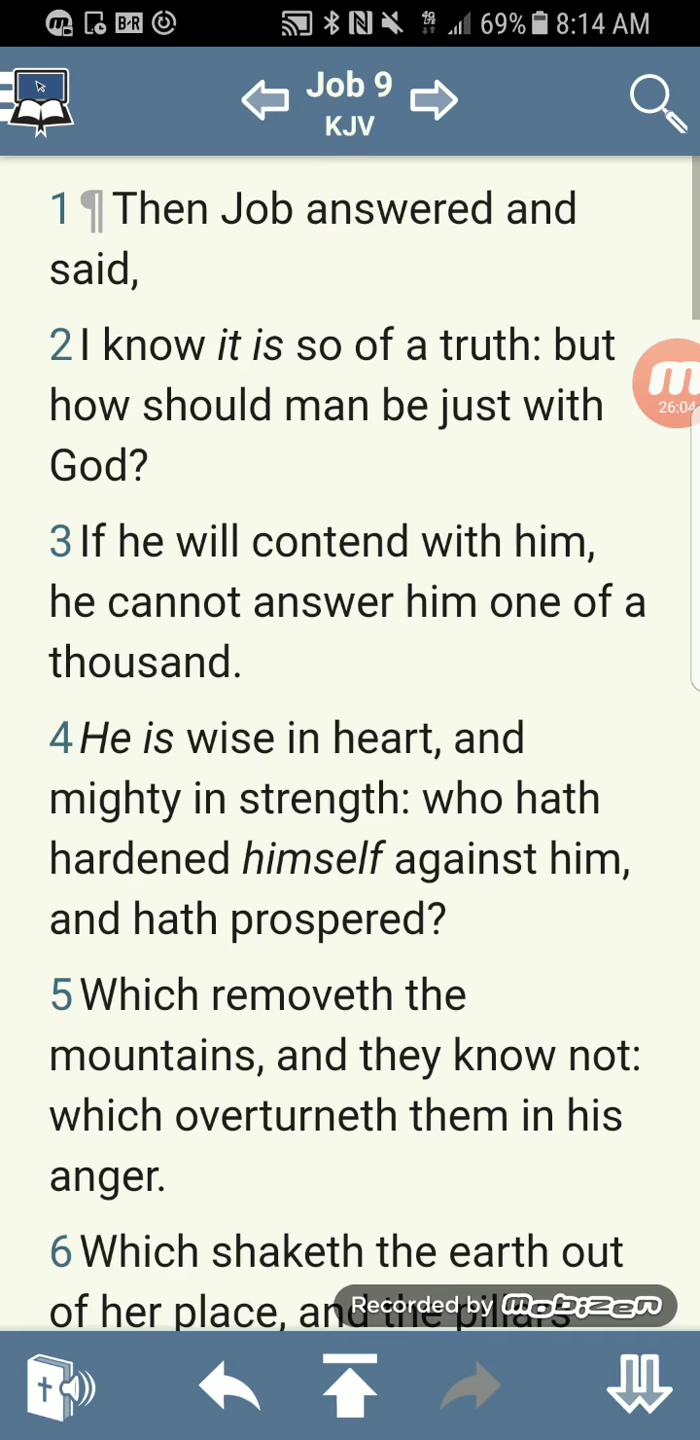 B+R 4G 69% 8:14 AM
Job 9
KJV
1 ¶ Then Job answered and
said,
2 I know it is so of a truth: but
how should man be just with
God?
26:04
3 If he will contend with him,
he cannot answer him one of a
thousand.
4 He is wise in heart, and
mighty in strength: who hath
hardened himself against him,
and hath prospered?
5 Which removeth the
mountains, and they know not:
which overturneth them in his
anger.
6 Which shaketh the earth out
of her place, and the pillars
Recorded by mobizen